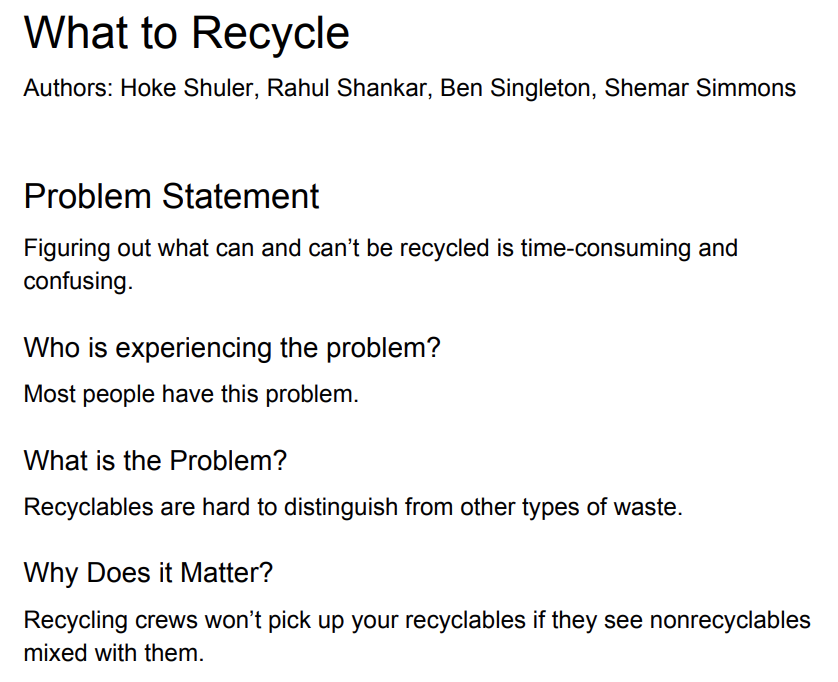 What to Recycle
Authors: Hoke Shuler, Rahul Shankar, Ben Singleton, Shemar Simmons
Problem Statement
Figuring out what can and can’t be recycled is time-consuming and
confusing.
Who is experiencing the problem?
Most people have this problem.
What is the Problem?
Recyclables are hard to distinguish from other types of waste.
Why Does it Matter?
Recycling crews won’t pick up your recyclables if they see nonrecyclables
mixed with them.